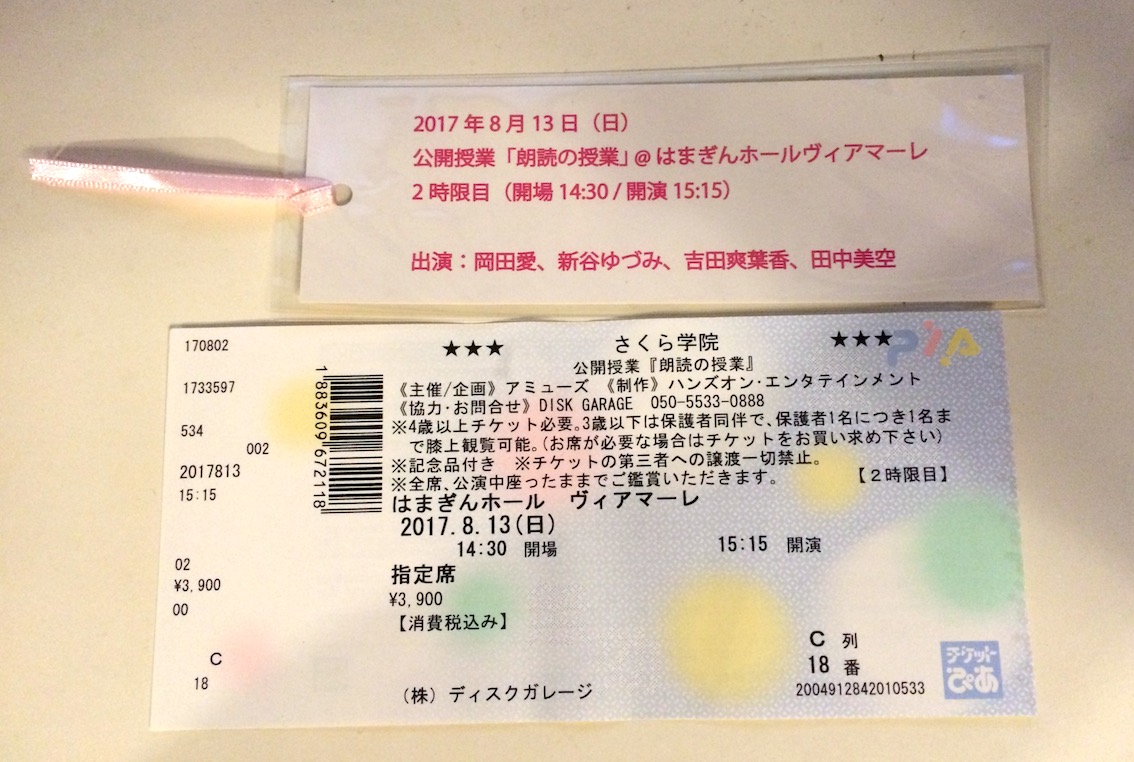 2017 年 8 月 13 日（日）
公開授業「朗読の授業」@ はまぎんホールヴィアマーレ
2 時限目（開場 14:30 / 開演 15:15）
出演：岡田愛、新谷ゆづみ、吉田爽葉香、田中美空
170802
1733597
534
002
2017813
15:15
02
¥3,900
00
C
18
1883609672118
★★★ さくら学院 ★★★
PIA
公開授業『朗読の授業』
《主催/企画》アミューズ 《制作》ハンズオン・エンタテインメント
《協力・お問合せ》DISK GARAGE 050-5533-0888
※4歳以上チケット必要。3歳以下は保護者同伴で、保護者1名につき1名ま
で膝上観覧可能。(お席が必要な場合はチケットをお買い求め下さい)
※記念品付き ※チケットの第三者への譲渡一切禁止。
※全席、公演中座ったままでご鑑賞いただきます。 【2時限目】
はまぎんホール ヴィアマーレ
2017. 8. 13(日)
14:30 開場 15:15 開演
指定席
¥3,900
【消費税込み】
C 列
18 番
2004912842010533
（株）ディスクガレージ
チケット
ぴあ